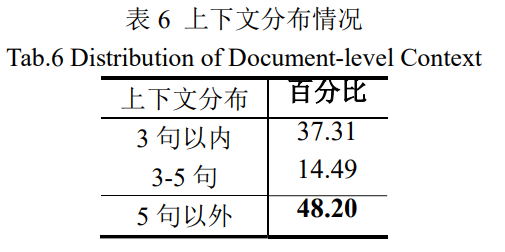 表 6 上下文分布情况
Tab.6 Distribution of Document-level Context
上下文分布 百分比
3 句以内 37.31
3-5 句 14.49
5 句以外 48.20